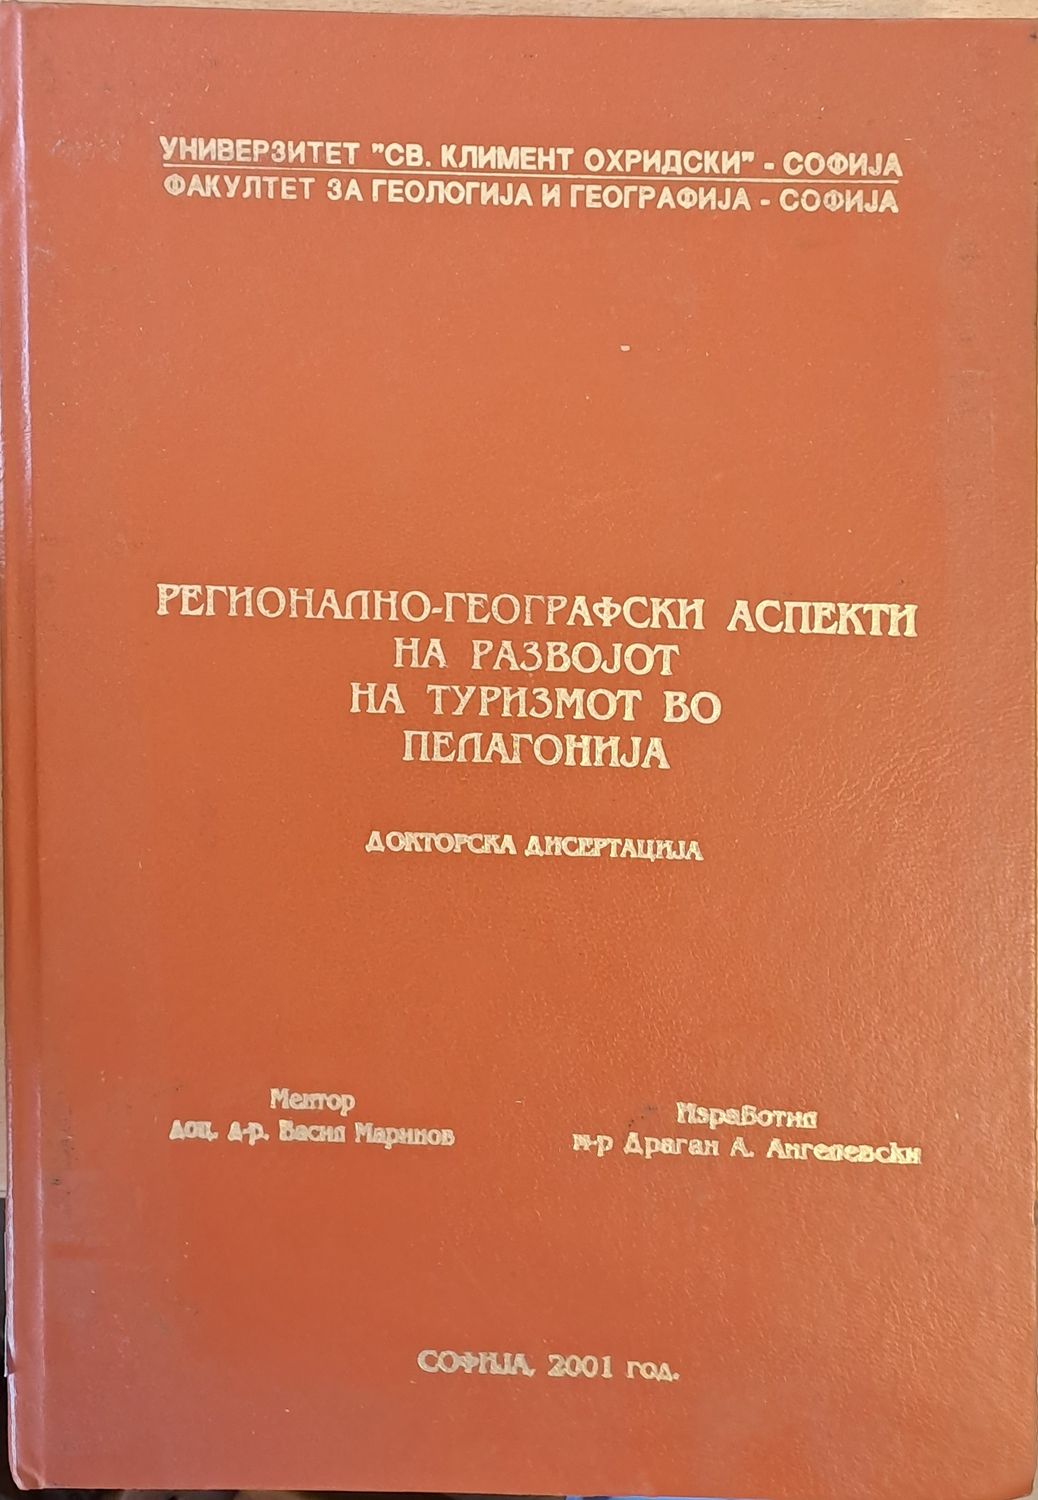 УНИВЕРЗИТЕТ "СВ. КЛИМЕНТ ОХРИДСКИ" - СОФИЈА
ФАКУЛТЕТ ЗА ГЕОЛОГИЈА И ГЕОГРАФИЈА - СОФИЈА
РЕГИОНАЛНО-ГЕОГРАФСКИ АСПЕКТИ
НА РАЗВОЈОТ
НА ТУРИЗМОТ ВО
ПЕЛАГОНИЈА
ДОКТОРСКА ДИСЕРТАЦИЈА
Ментор
доц. д-р. Васил Маринов
Изработил
м-р Драган А. Ангелевски
СОФИЈА, 2001 год.